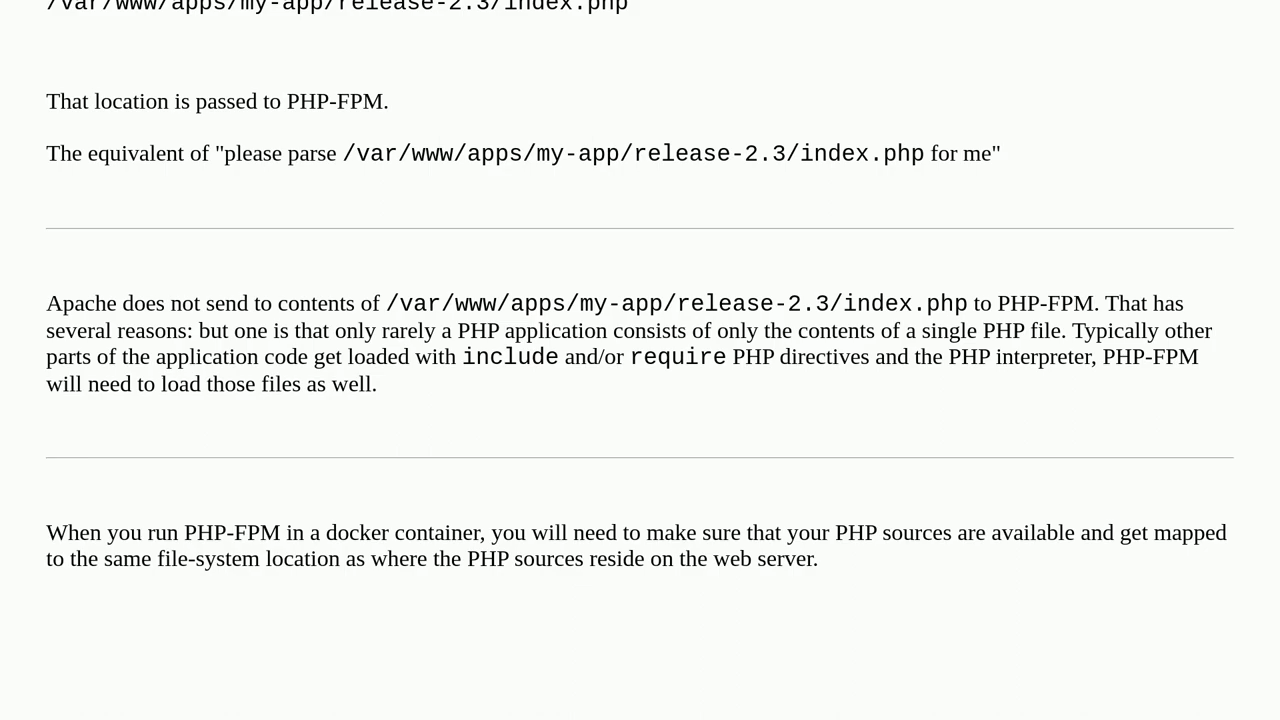 /var/www/apps/my-app/release-2.3/index.php
That location is passed to PHP-FPM.
The equivalent of "please parse /var/www/apps/my-app/release-2.3/index.php for me"
Apache does not send to contents of /var/www/apps/my-app/release-2.3/index.php to PHP-FPM. That has
several reasons: but one is that only rarely a PHP application consists of only the contents of a single PHP file. Typically other
parts of the application code get loaded with include and/or require PHP directives and the PHP interpreter, PHP-FPM
will need to load those files as well.
When you run PHP-FPM in a docker container, you will need to make sure that your PHP sources are available and get mapped
to the same file-system location as where the PHP sources reside on the web server.